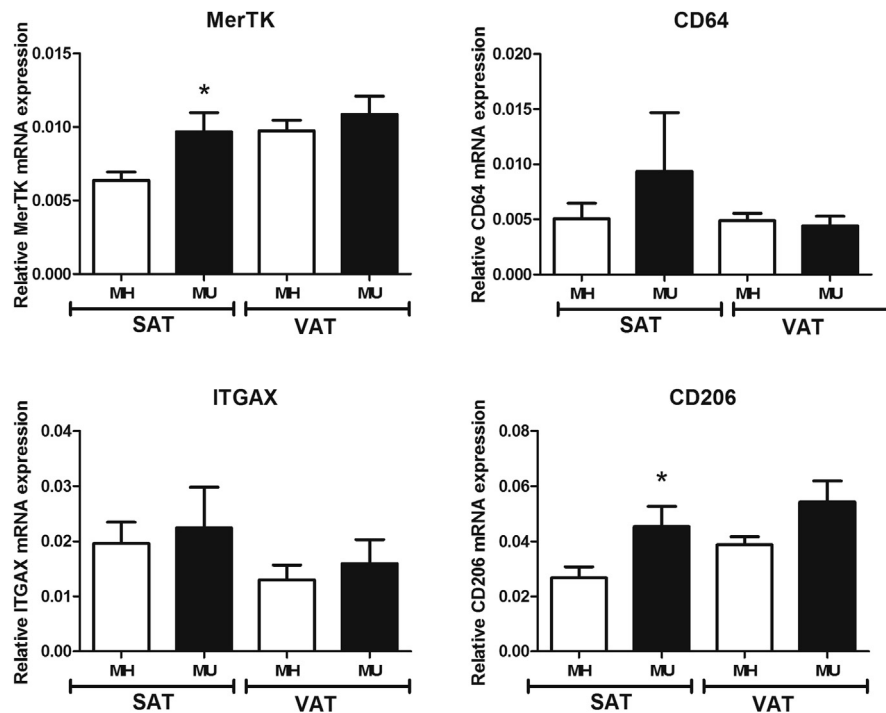 MerTK
Relative MerTK mRNA expression
0.015
0.010
0.005
0.000
*
MH MU MH MU
SAT VAT
CD64
Relative CD64 mRNA expression
0.020
0.015
0.010
0.005
0.000
MH MU MH MU
SAT VAT
ITGAX
Relative ITGAX mRNA expression
0.04
0.03
0.02
0.01
0.00
MH MU MH MU
SAT VAT
CD206
Relative CD206 mRNA expression
0.08
0.06
0.04
0.02
0.00
*
MH MU MH MU
SAT VAT